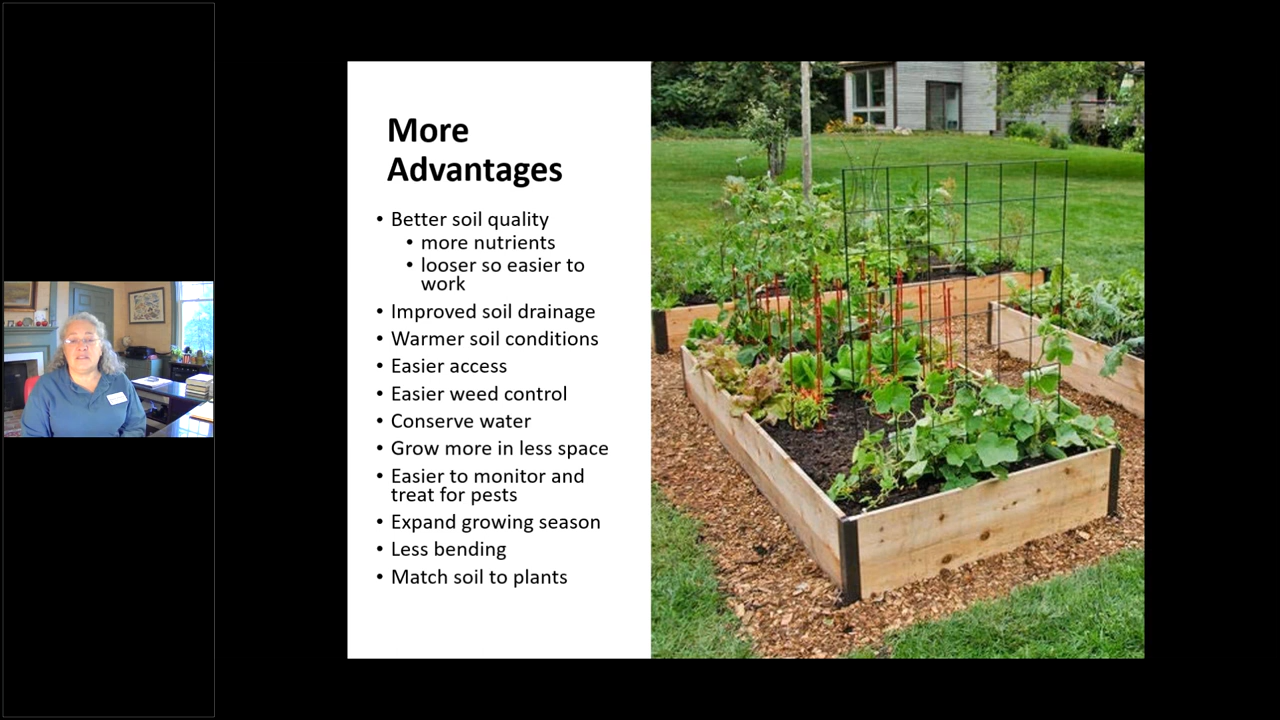 More
Advantages
• Better soil quality
• more nutrients
• looser so easier to
work
• Improved soil drainage
• Warmer soil conditions
• Easier access
• Easier weed control
• Conserve water
• Grow more in less space
• Easier to monitor and
treat for pests
• Expand growing season
• Less bending
• Match soil to plants